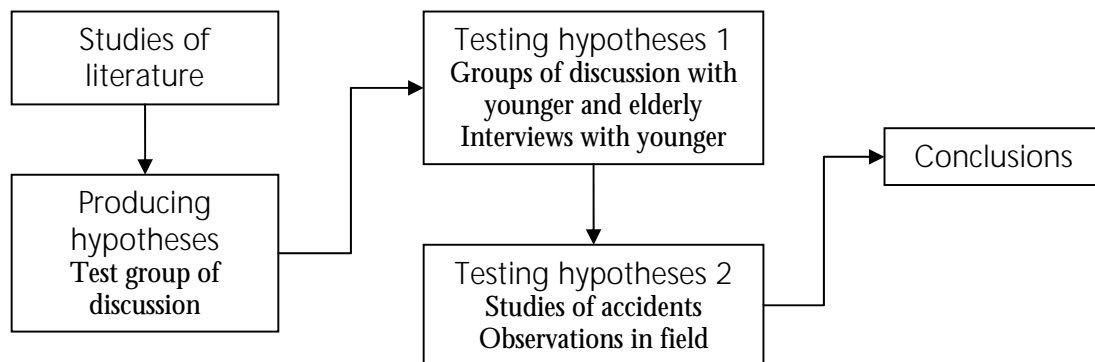 Studies of
literature
Producing
hypotheses
Test group of
discussion
Testing hypotheses 1
Groups of discussion with
younger and elderly
Interviews with younger
Testing hypotheses 2
Studies of accidents
Observations in field
Conclusions